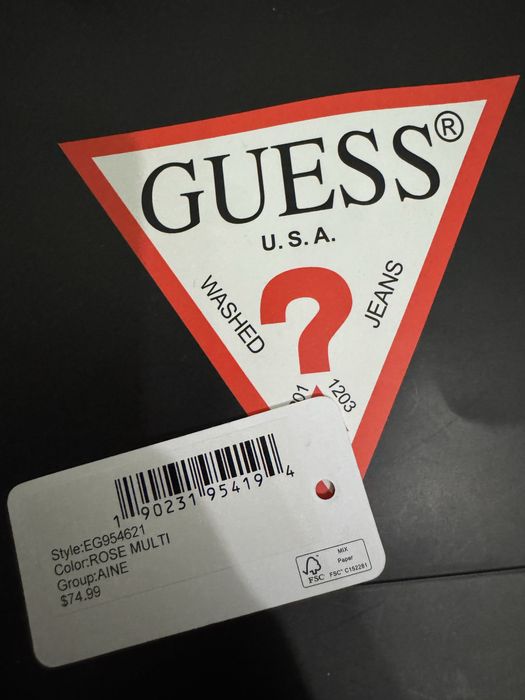 GUESS®
U.S.A.
WASHED
?
JEANS
01
1203
1 90231 95419 4
Style:EG954621
Color:ROSE MULTI
Group:AINE
$74.99
FSC
MIX
Paper
FSC® C152281